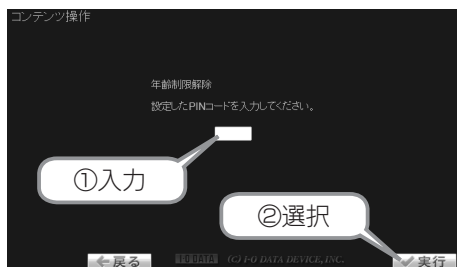 コンテンツ操作
年齢制限解除
設定したPINコードを入力してください。
①入力
②選択
戻る
I-O DATA (C) I-O DATA DEVICE, INC.
実行